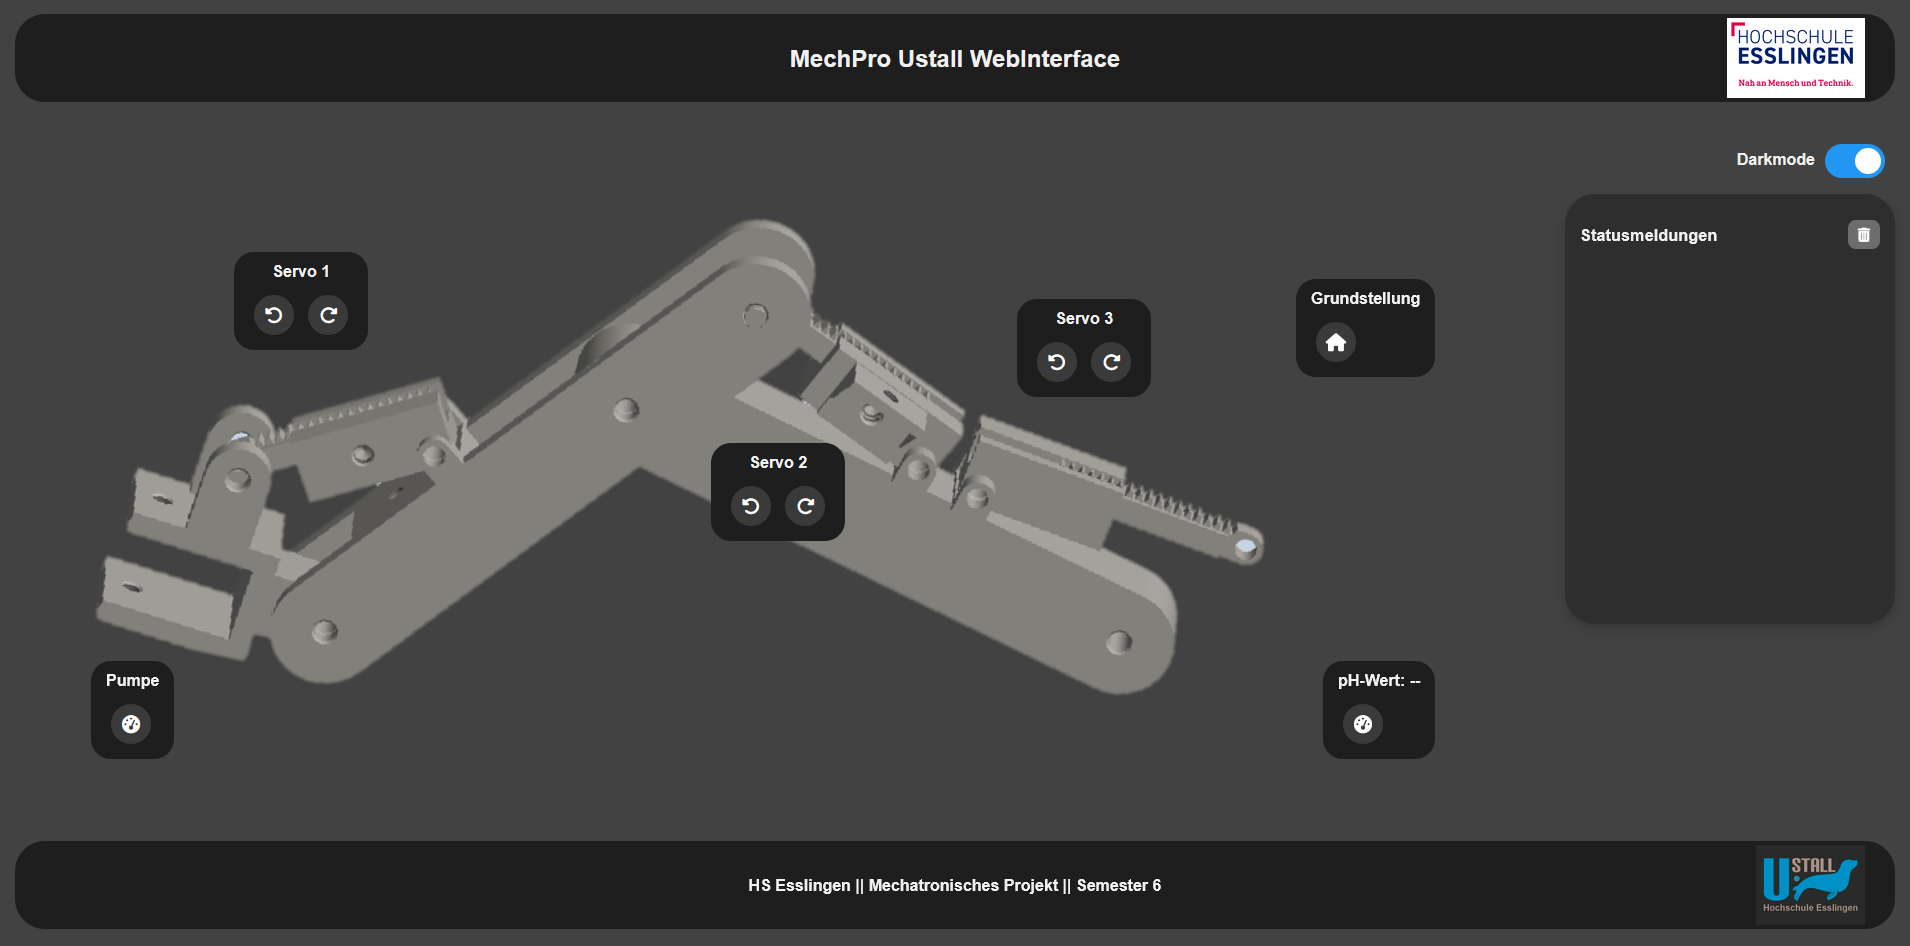 MechPro Ustall WebInterface
HOCHSCHULE
ESSLINGEN
Nah an Mensch und Technik.
Darkmode
Statusmeldungen
Servo 1
Servo 3
Grundstellung
Servo 2
Pumpe
pH-Wert: --
HS Esslingen || Mechatronisches Projekt || Semester 6
USTALL
Hochschule Esslingen